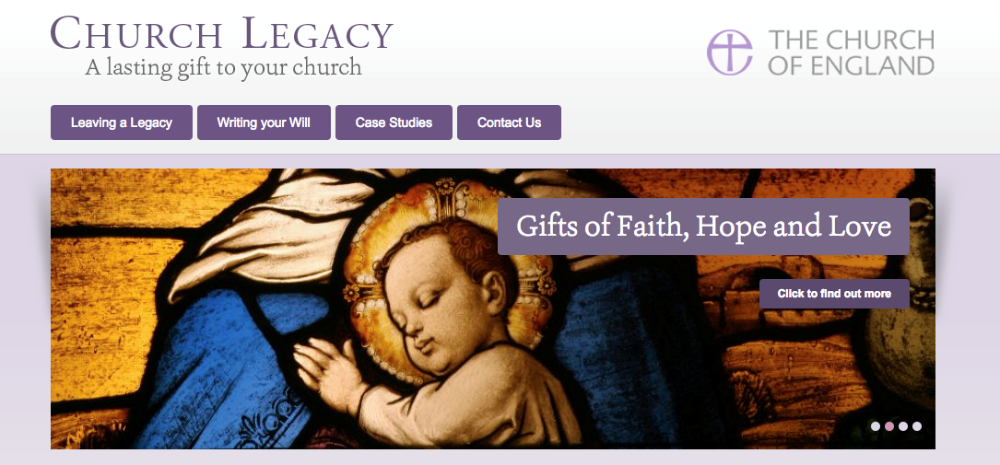 CHURCH LEGACY
A lasting gift to your church
THE CHURCH
OF ENGLAND
Leaving a Legacy
Writing your Will
Case Studies
Contact Us
Gifts of Faith, Hope and Love
Click to find out more